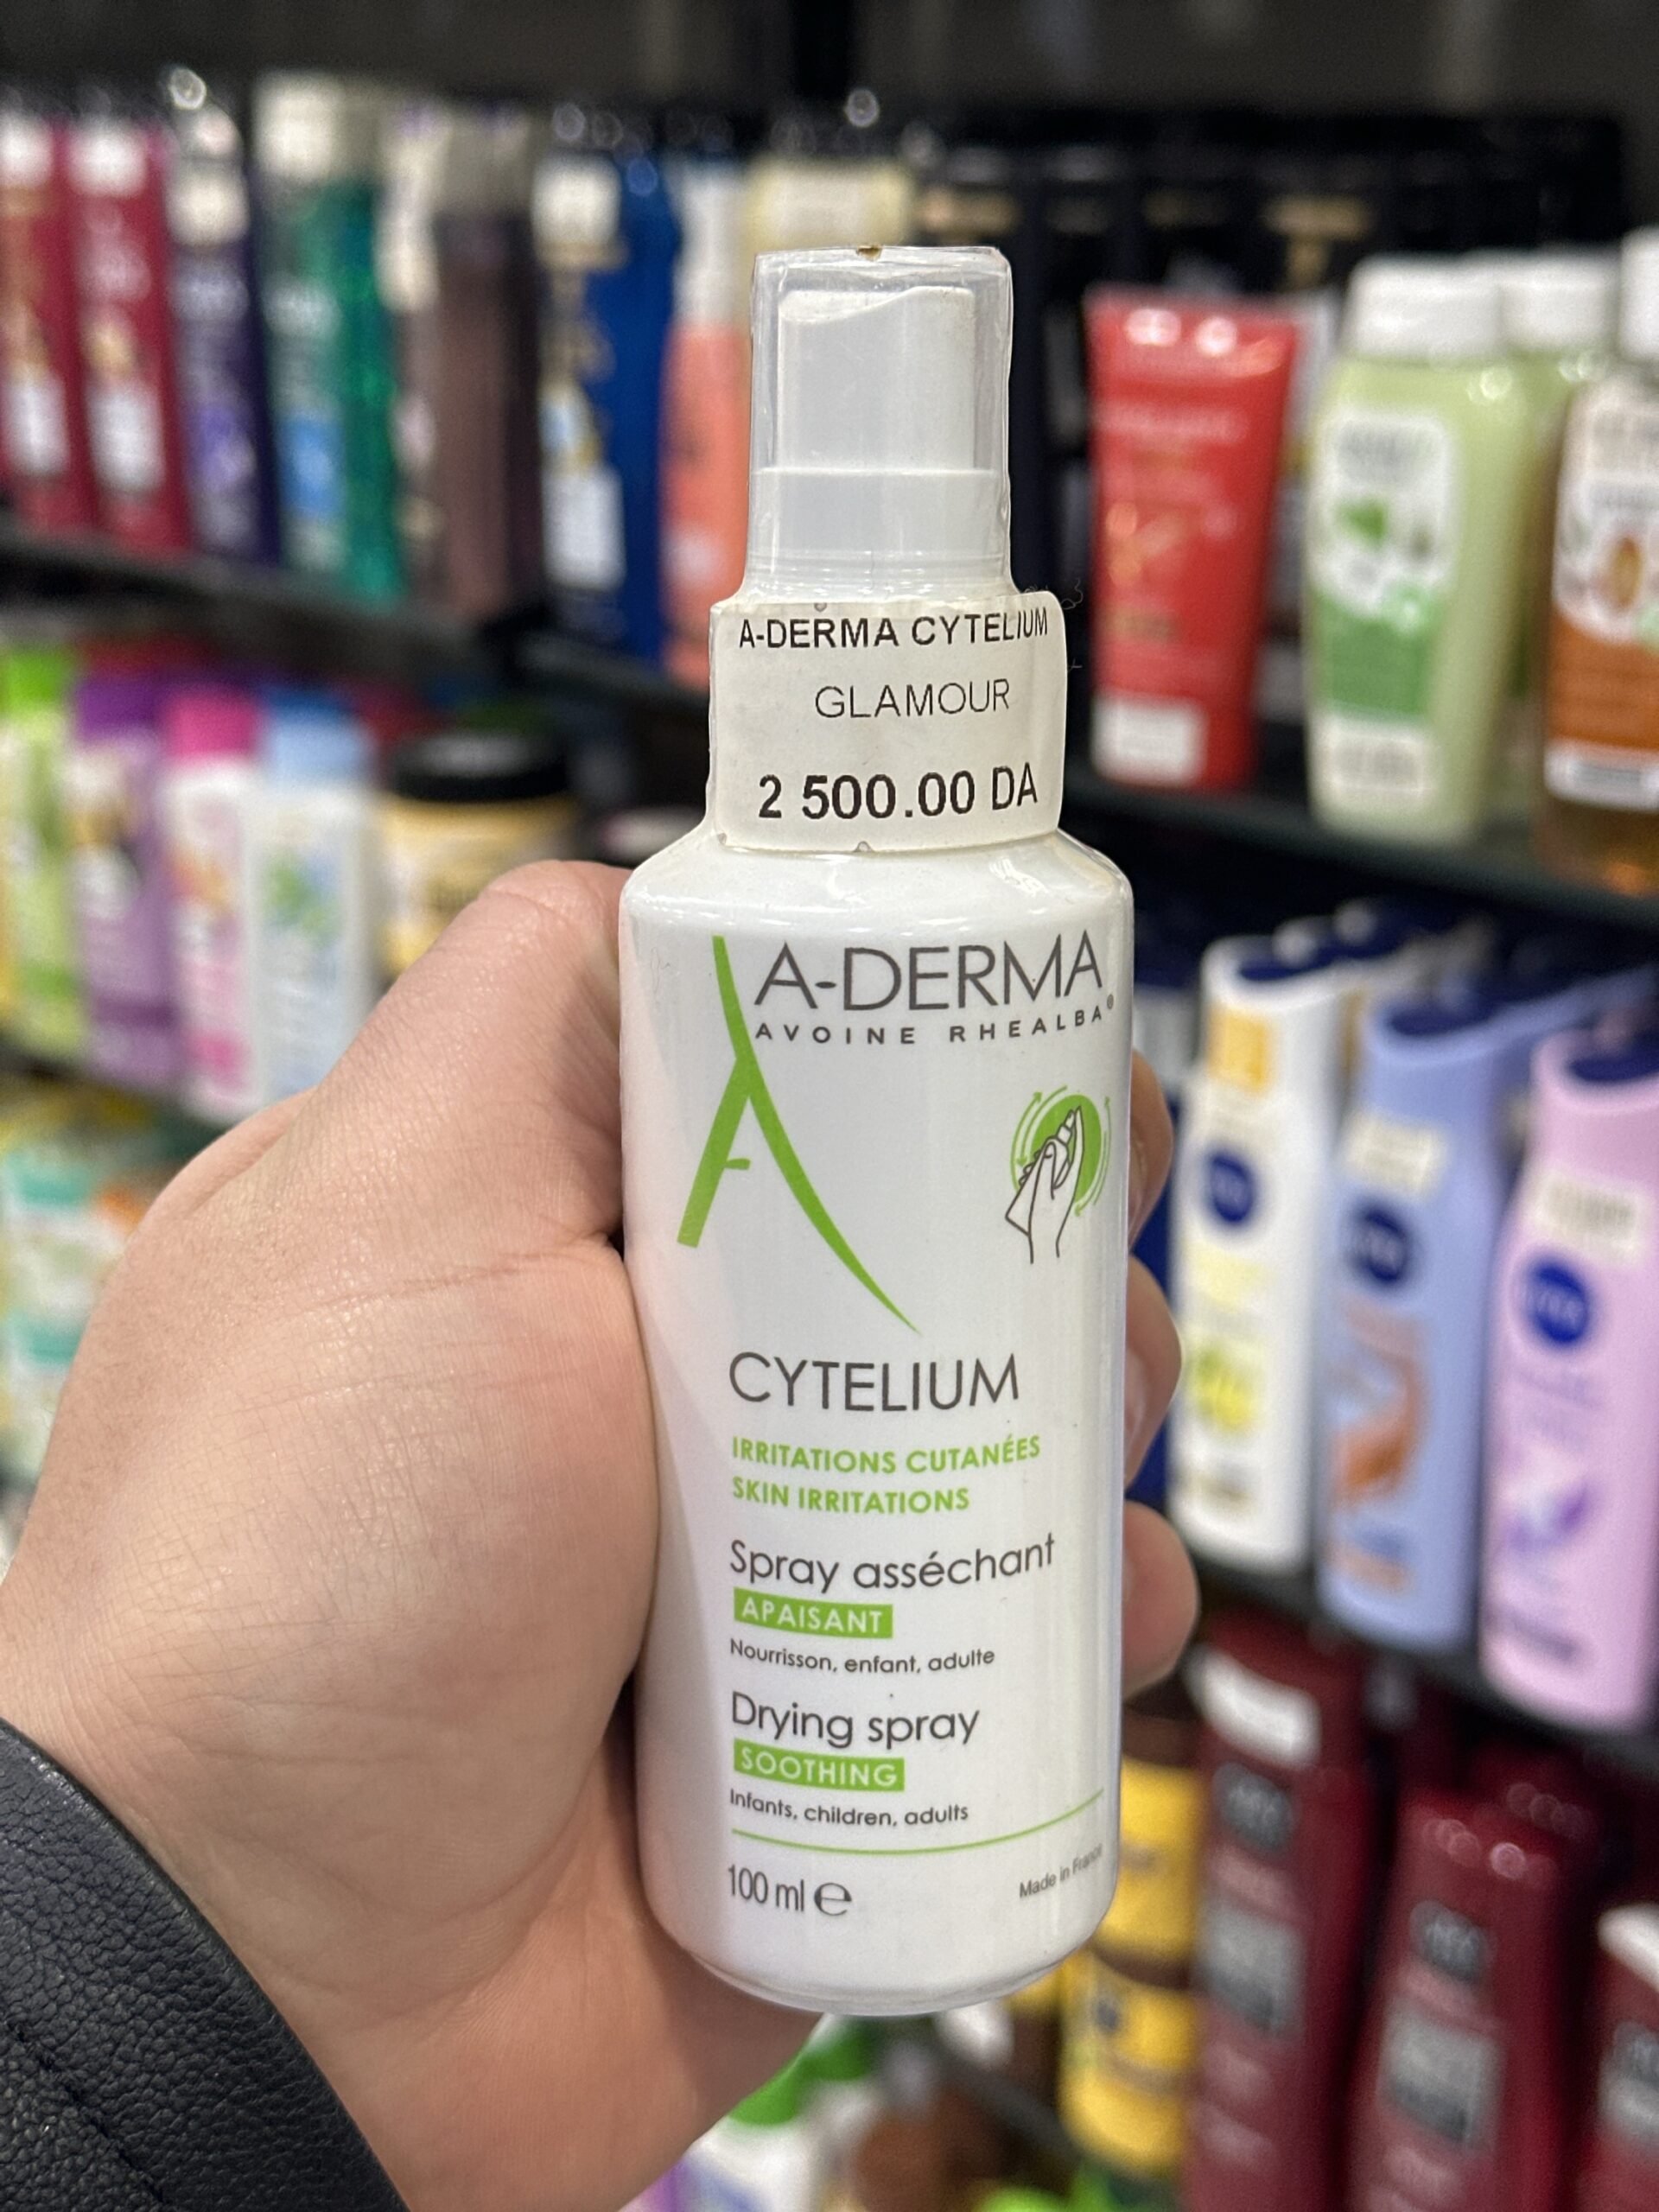 A-DERMA CYTELIUM
GLAMOUR
2 500.00 DA
A-DERMA
AVOINE RHEALBA®
CYTELIUM
IRRITATIONS CUTANÉES
SKIN IRRITATIONS
Spray asséchant
APAISANT
Nourrisson, enfant, adulte
Drying spray
SOOTHING
Infants, children, adults
100 ml e
Made in France